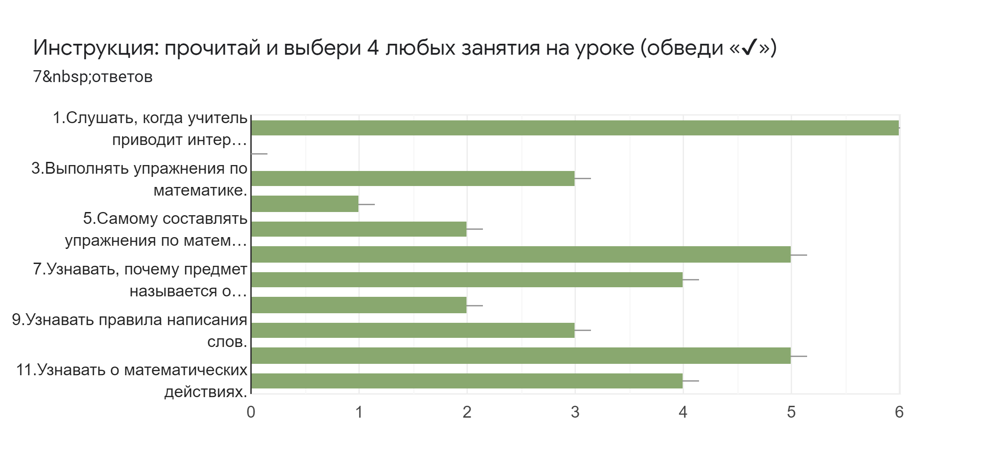 Инструкция: прочитай и выбери 4 любых занятия на уроке (обведи «✓»)
7&nbsp;ответов
1.Слушать, когда учитель
приводит интер…
3.Выполнять упражнения по
математике.
5.Самому составлять
упражнения по матем…
7.Узнавать, почему предмет
называется о…
9.Узнавать правила написания
слов.
11.Узнавать о математических
действиях.
0 1 2 3 4 5 6